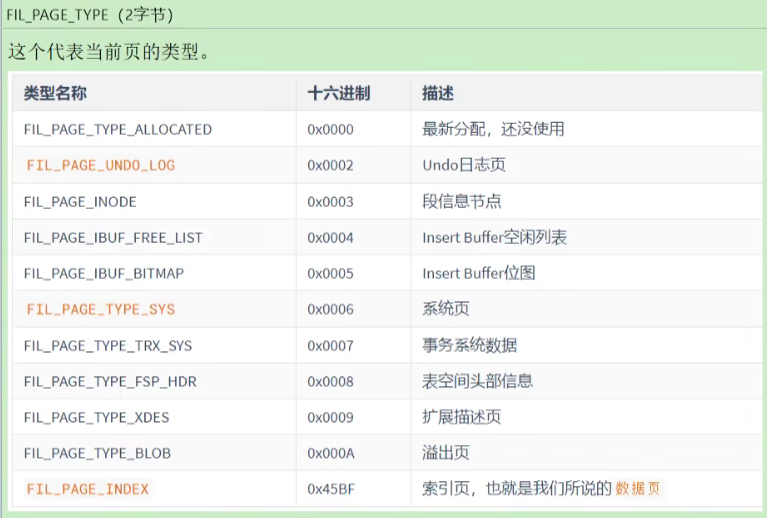 FIL_PAGE_TYPE（2字节）
这个代表当前页的类型。
类型名称 十六进制 描述
FIL_PAGE_TYPE_ALLOCATED 0x0000 最新分配，还没使用
FIL_PAGE_UNDO_LOG 0x0002 Undo日志页
FIL_PAGE_INODE 0x0003 段信息节点
FIL_PAGE_IBUF_FREE_LIST 0x0004 Insert Buffer空闲列表
FIL_PAGE_IBUF_BITMAP 0x0005 Insert Buffer位图
FIL_PAGE_TYPE_SYS 0x0006 系统页
FIL_PAGE_TYPE_TRX_SYS 0x0007 事务系统数据
FIL_PAGE_TYPE_FSP_HDR 0x0008 表空间头部信息
FIL_PAGE_TYPE_XDES 0x0009 扩展描述页
FIL_PAGE_TYPE_BLOB 0x000A 溢出页
FIL_PAGE_INDEX 0x45BF 索引页，也就是我们所说的 数据页